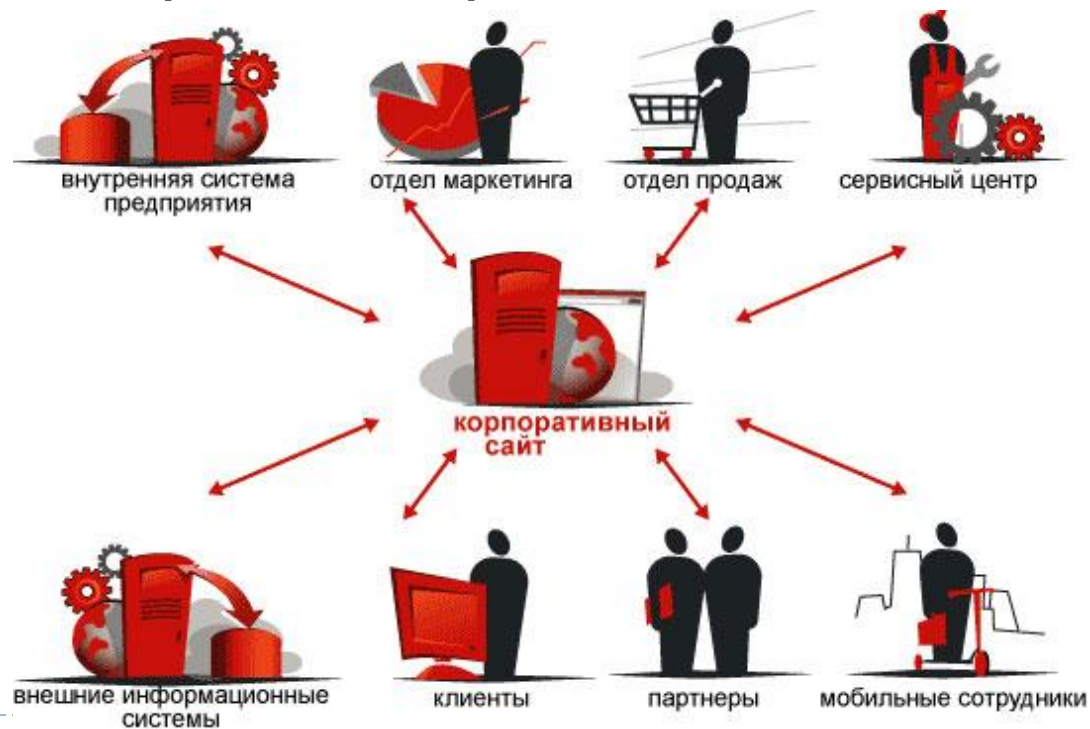 внутренняя система
предприятия
отдел маркетинга
отдел продаж
сервисный центр
корпоративный
сайт
внешние информационные
системы
клиенты
партнеры
мобильные сотрудники